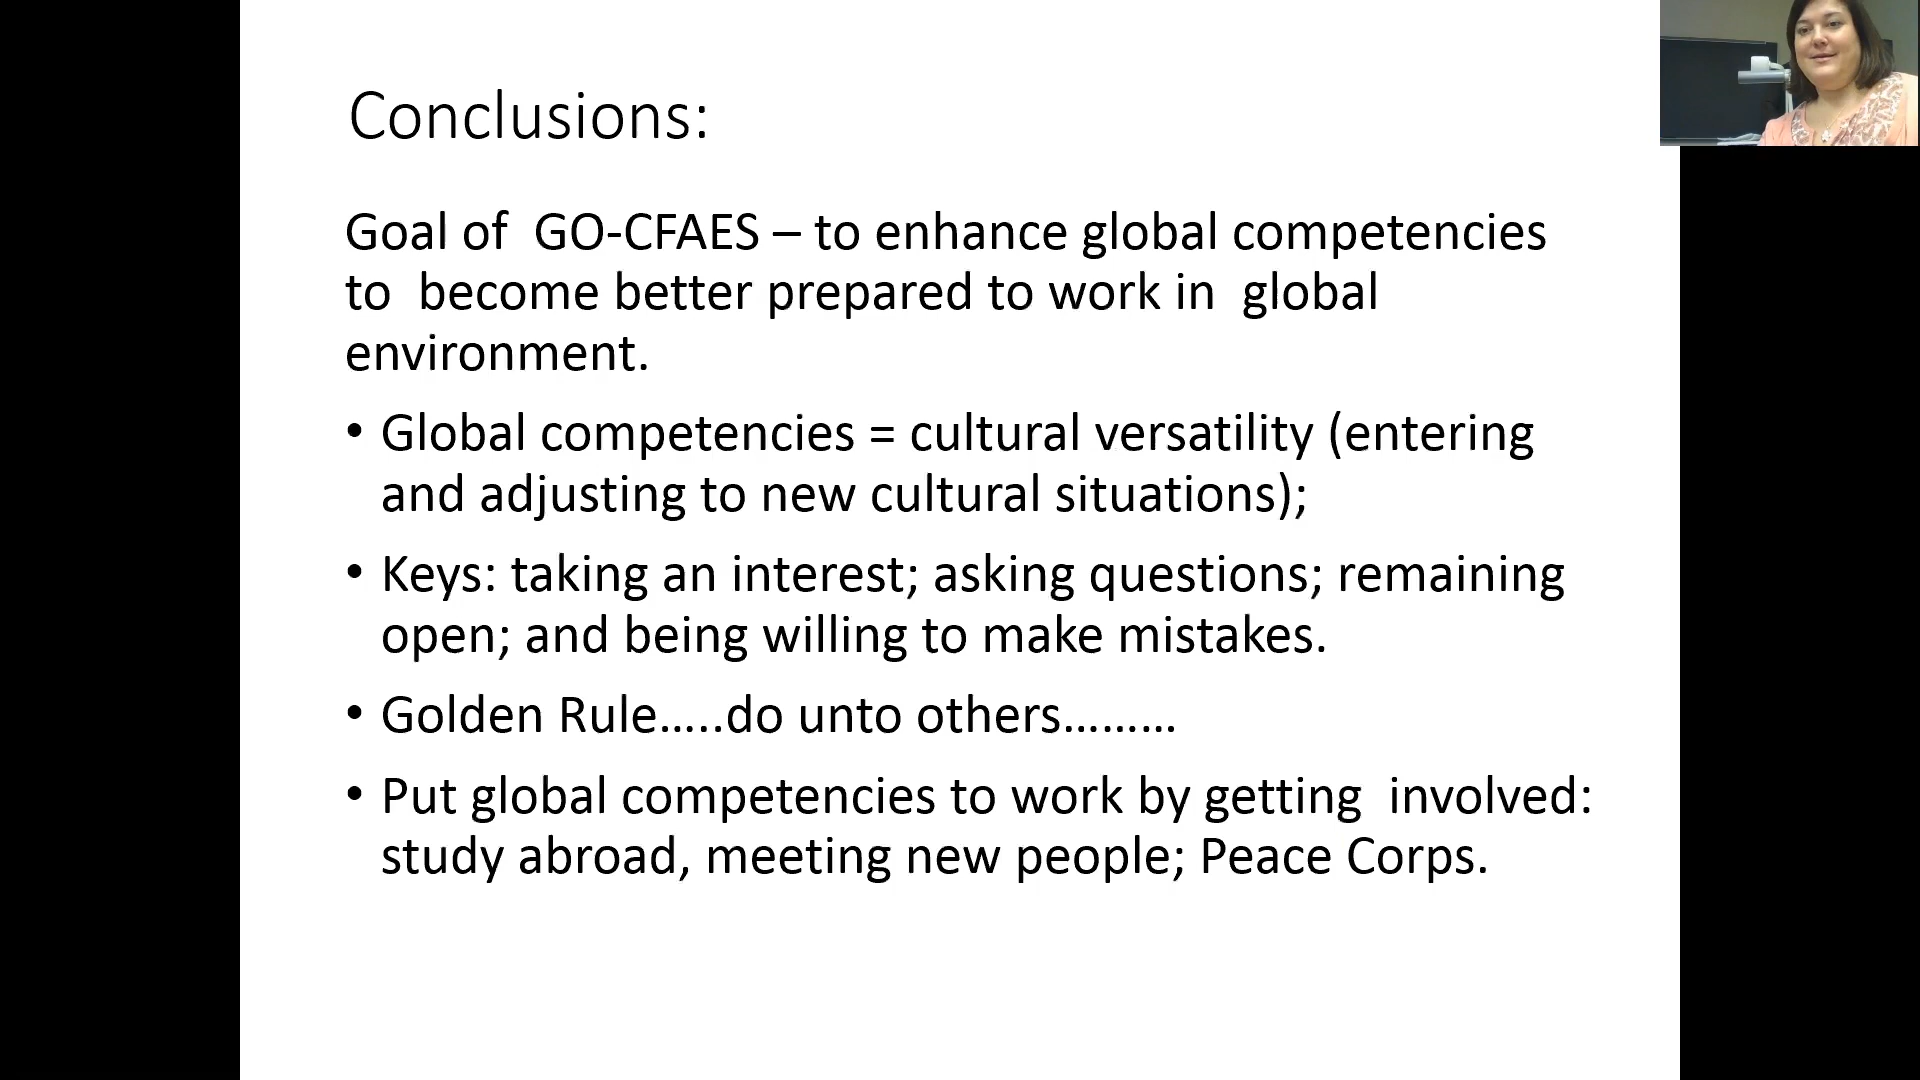 Conclusions:
Goal of  GO-CFAES – to enhance global competencies
to  become better prepared to work in  global
environment.
• Global competencies = cultural versatility (entering
and adjusting to new cultural situations);
• Keys: taking an interest; asking questions; remaining
open; and being willing to make mistakes.
• Golden Rule…..do unto others………
• Put global competencies to work by getting  involved:
study abroad, meeting new people; Peace Corps.